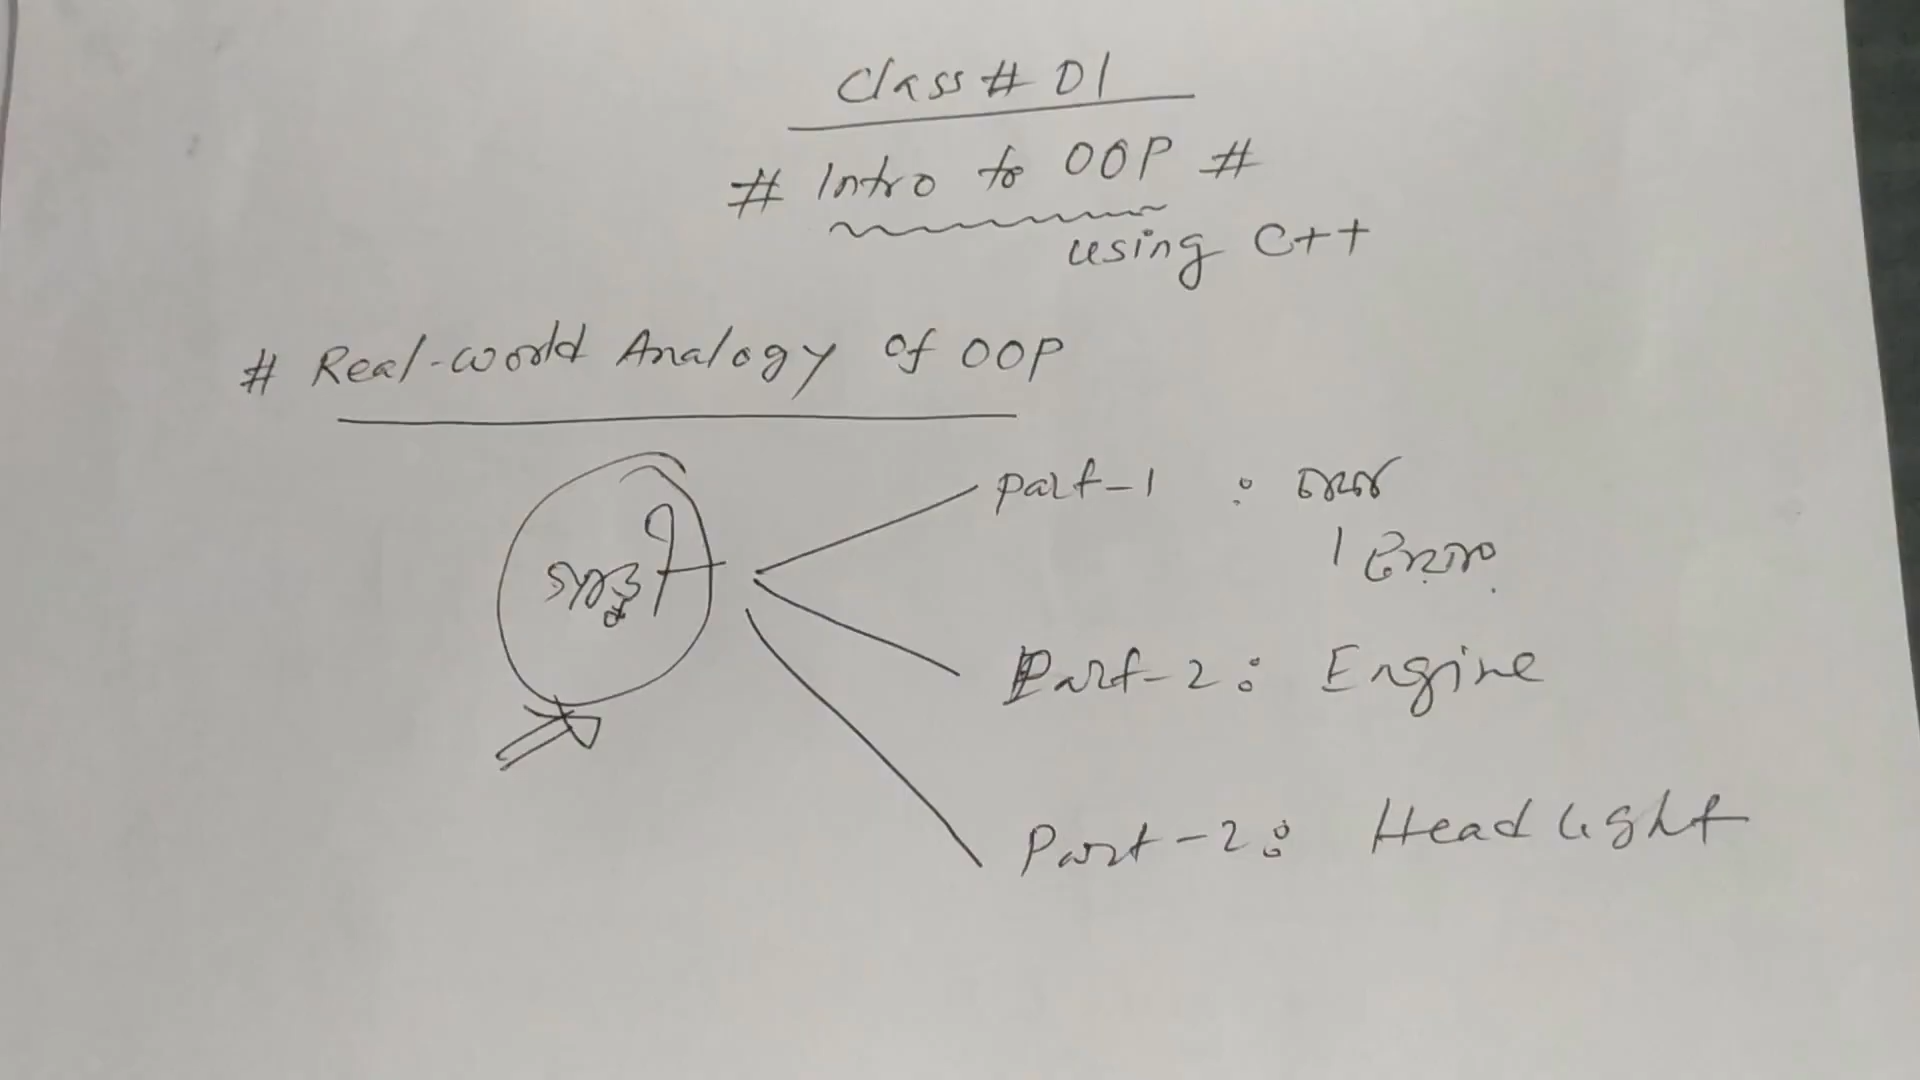 Class # 01
# Intro to OOP #
using C++
# Real-world Analogy of OOP
part-1 :
Part-2: Engine
Part-2: Head light